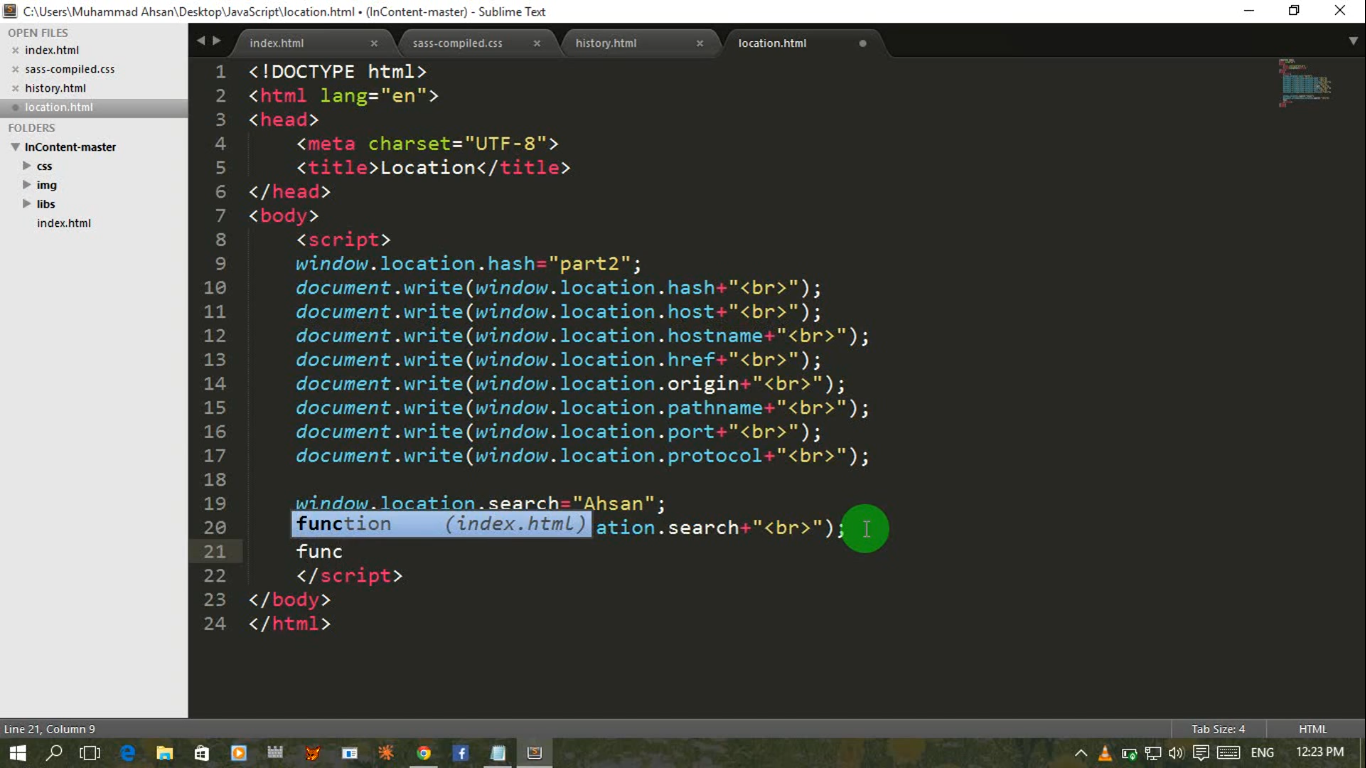 C:\Users\Muhammad Ahsan\Desktop\JavaScript\location.html • (InContent-master) - Sublime Text
OPEN FILES
index.html
sass-compiled.css
history.html
location.html
FOLDERS
InContent-master
css
img
libs
index.html
index.html
sass-compiled.css
history.html
location.html
1 <!DOCTYPE html>
2 <html lang="en">
3 <head>
4 <meta charset="UTF-8">
5 <title>Location</title>
6 </head>
7 <body>
8 <script>
9 window.location.hash="part2";
10 document.write(window.location.hash+"<br>");
11 document.write(window.location.host+"<br>");
12 document.write(window.location.hostname+"<br>");
13 document.write(window.location.href+"<br>");
14 document.write(window.location.origin+"<br>");
15 document.write(window.location.pathname+"<br>");
16 document.write(window.location.port+"<br>");
17 document.write(window.location.protocol+"<br>");
18
19 window.location.search="Ahsan";
function (index.html)
20 ation.search+"<br>");
21 func
22 </script>
23 </body>
24 </html>
Line 21, Column 9
Tab Size: 4
HTML
ENG
12:23 PM